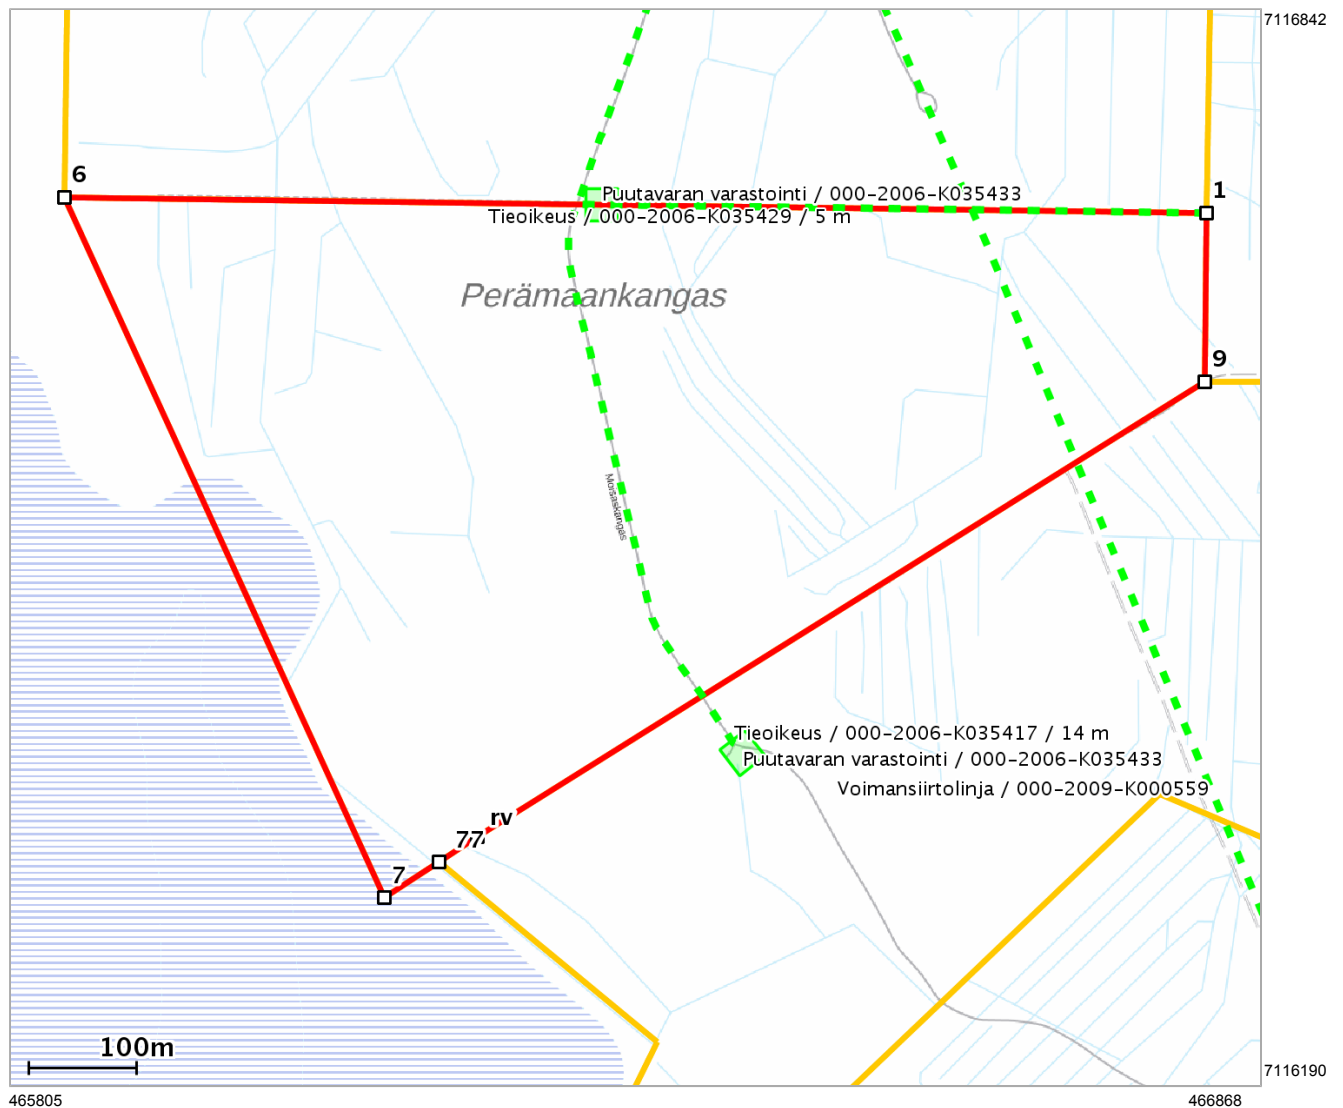 7116842
6
1
Puutavaran varastointi / 000-2006-K035433
Tieoikeus / 000-2006-K035429 / 5 m
Perämaankangas
9
Moisaskangas
Tieoikeus / 000-2006-K035417 / 14 m
Puutavaran varastointi / 000-2006-K035433
Voimansiirtolinja / 000-2009-K000559
rv
77
7
100m
7116190
465805
466868